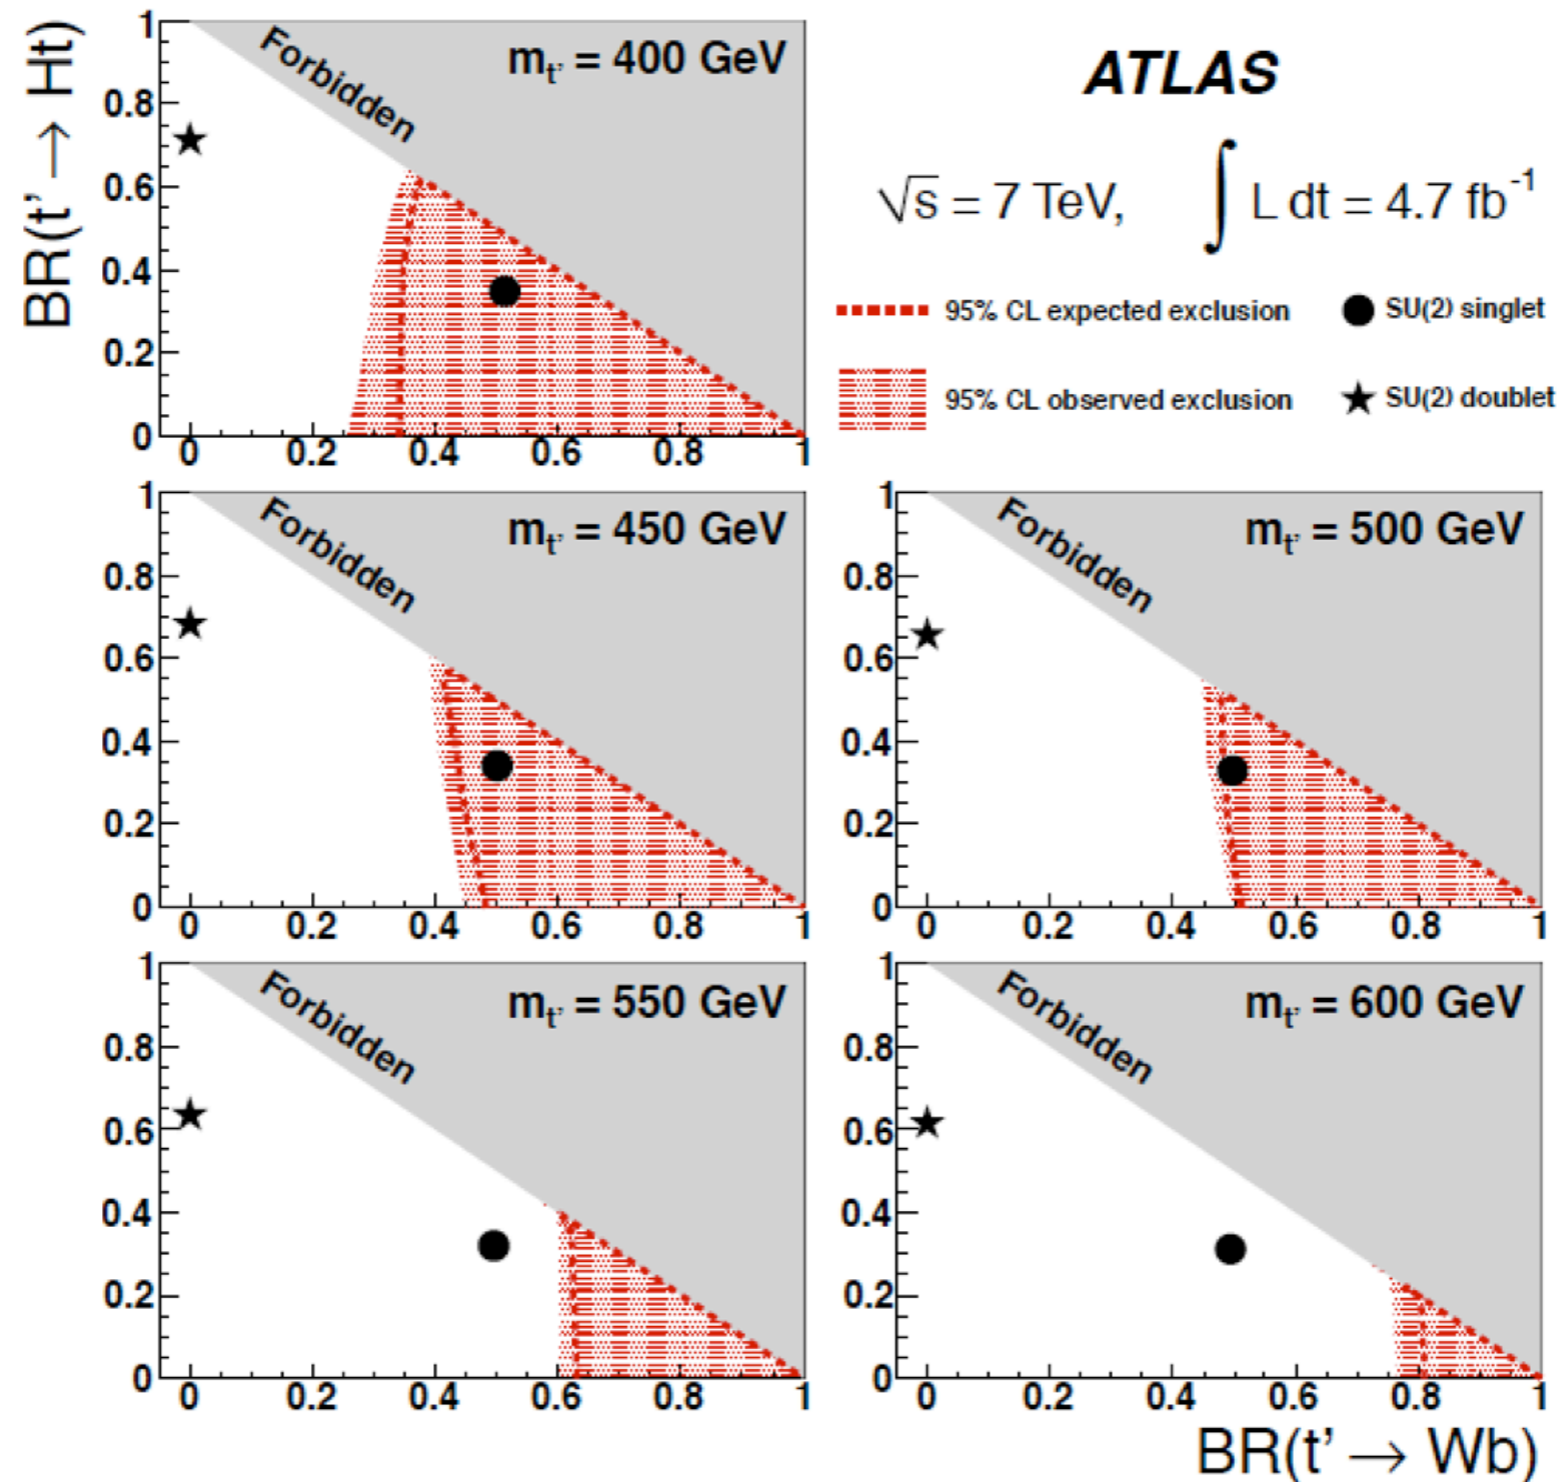 BR(t' → Ht)
1
0.8
0.6
0.4
0.2
0
Forbidden
m_t' = 400 GeV
0 0.2 0.4 0.6 0.8 1
ATLAS
√s = 7 TeV, ∫ L dt = 4.7 fb⁻¹
95% CL expected exclusion
SU(2) singlet
95% CL observed exclusion
SU(2) doublet
1
0.8
0.6
0.4
0.2
0
Forbidden
m_t' = 450 GeV
0 0.2 0.4 0.6 0.8 1
1
0.8
0.6
0.4
0.2
0
Forbidden
m_t' = 500 GeV
0 0.2 0.4 0.6 0.8 1
1
0.8
0.6
0.4
0.2
0
Forbidden
m_t' = 550 GeV
0 0.2 0.4 0.6 0.8 1
1
0.8
0.6
0.4
0.2
0
Forbidden
m_t' = 600 GeV
0 0.2 0.4 0.6 0.8 1
BR(t' → Wb)